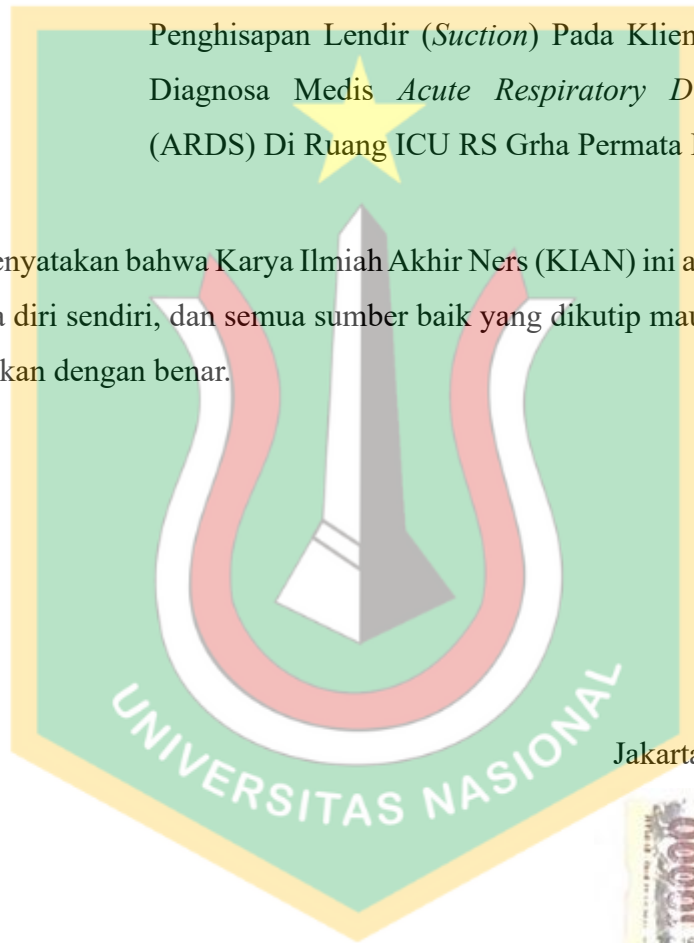 Penghisapan Lendir (Suction) Pada Klien
Diagnosa Medis Acute Respiratory D
(ARDS) Di Ruang ICU RS Grha Permata
enyatakan bahwa Karya Ilmiah Akhir Ners (KIAN) ini a
diri sendiri, dan semua sumber baik yang dikutip mau
kan dengan benar.
UNIVERSITAS NASIONAL
Jakarta